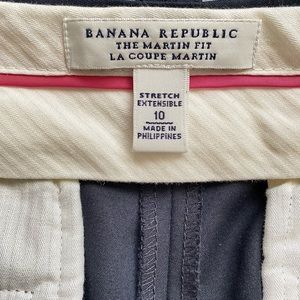 BANANA REPUBLIC
THE MARTIN FIT
LA COUPE MARTIN
STRETCH
EXTENSIBLE
10
MADE IN
PHILIPPINES